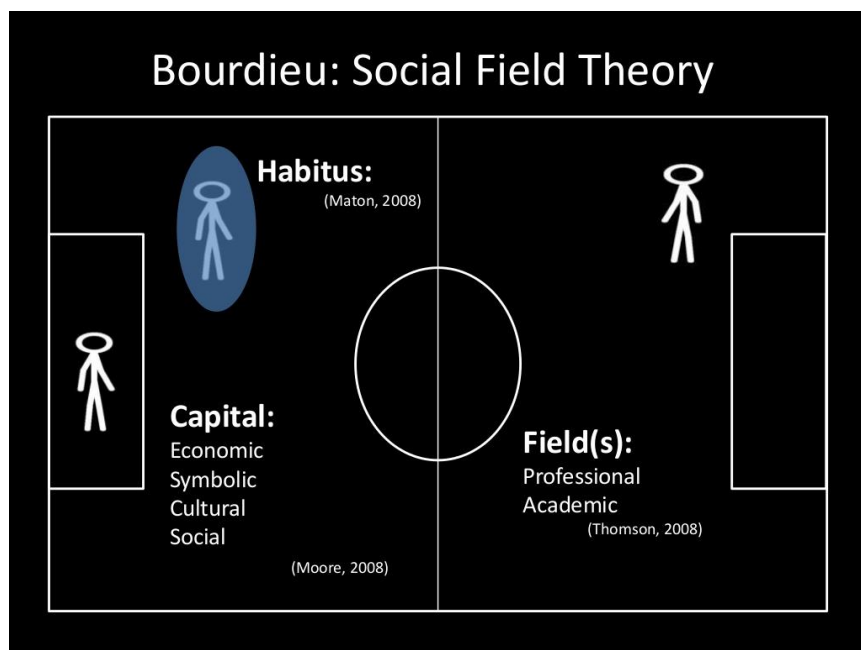 Bourdieu: Social Field Theory
Habitus:
(Maton, 2008)
Capital:
Economic
Symbolic
Cultural
Social
(Moore, 2008)
Field(s):
Professional
Academic
(Thomson, 2008)